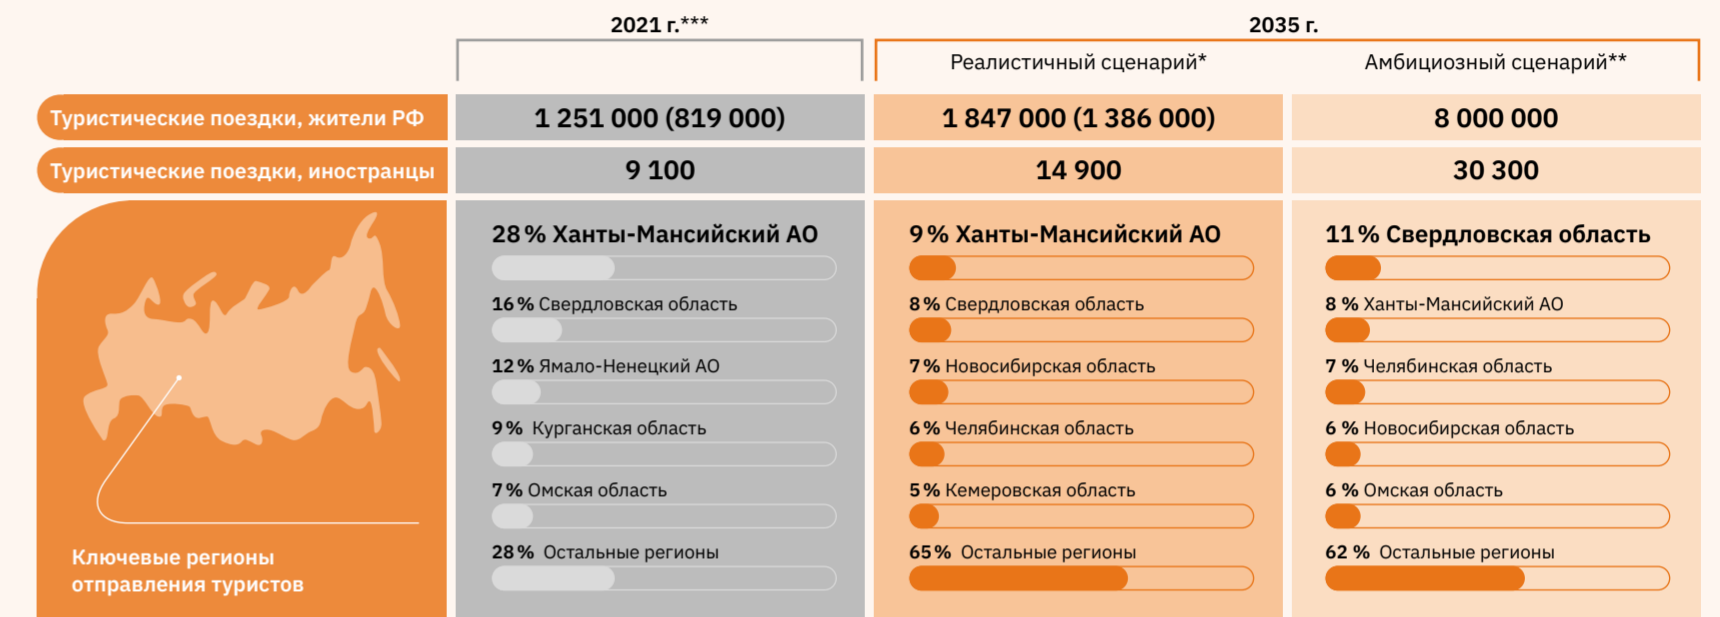 2021 г.***
2035 г.
Реалистичный сценарий*
Амбициозный сценарий**
Туристические поездки, жители РФ
1 251 000 (819 000)
1 847 000 (1 386 000)
8 000 000
Туристические поездки, иностранцы
9 100
14 900
30 300
Ключевые регионы
отправления туристов
28 % Ханты-Мансийский АО
16 % Свердловская область
12 % Ямало-Ненецкий АО
9 % Курганская область
7 % Омская область
28 % Остальные регионы
9 % Ханты-Мансийский АО
8 % Свердловская область
7 % Новосибирская область
6 % Челябинская область
5 % Кемеровская область
65 % Остальные регионы
11 % Свердловская область
8 % Ханты-Мансийский АО
7 % Челябинская область
6 % Новосибирская область
6 % Омская область
62 % Остальные регионы